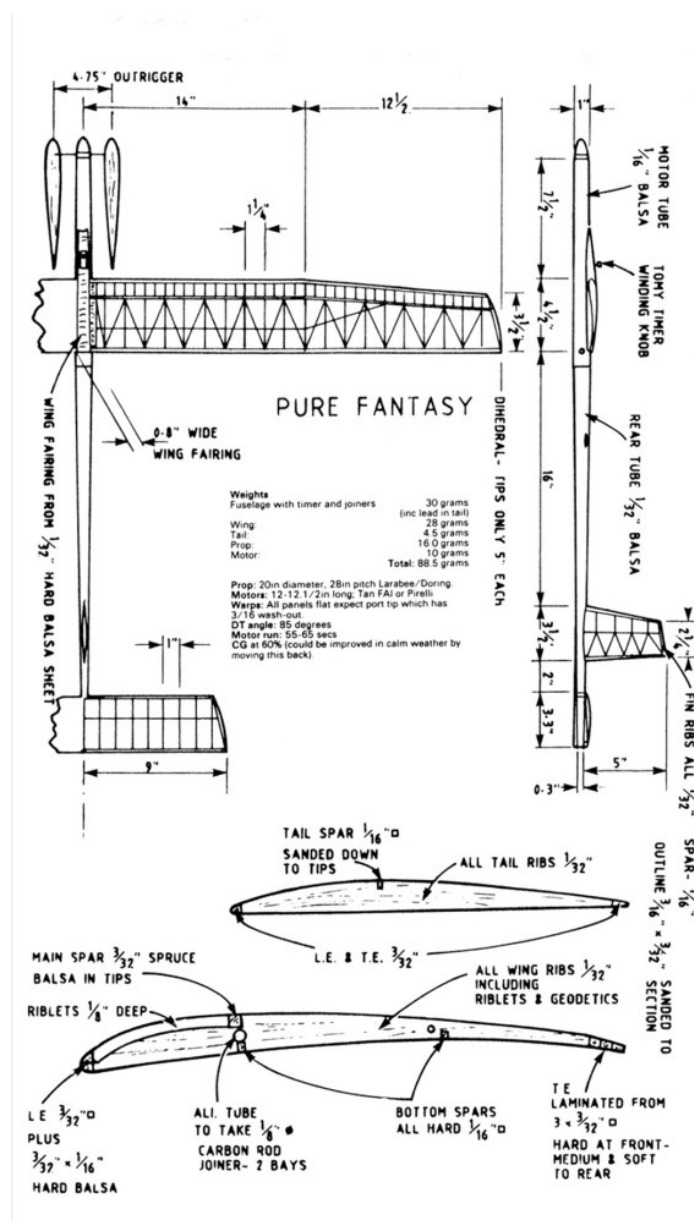 4·75" OUTRIGGER
14"
12½
1"
MOTOR TUBE
1/16" BALSA
7½"
1¼"
TOMY TIMER
WINDING KNOB
4½"
3½"
PURE FANTASY
0·8" WIDE
WING FAIRING
WING FAIRING FROM 1/32" HARD BALSA SHEET
DIHEDRAL- TIPS ONLY 5" EACH
REAR TUBE 1/32" BALSA
16"
Weights
Fuselage with timer and joiners 30 grams
(inc lead in tail)
Wing: 28 grams
Tail: 4.5 grams
Prop: 16.0 grams
Motor: 10 grams
Total: 88.5 grams
Prop: 20in diameter, 28in pitch Larabee/Doring.
Motors: 12-12.1/2in long; Tan FAI or Pirelli
Warps: All panels flat expect port tip which has
3/16 wash-out.
DT angle: 85 degrees
Motor run: 55-65 secs
CG at 60% (could be improved in calm weather by
moving this back).
3½"
2¼"
2"
3·3"
1"
9"
5"
0·3"
FIN RIBS ALL 1/32" SPAR- 1/16"
OUTLINE 3/16" × 3/32" SANDED TO
SECTION
TAIL SPAR 1/16"□
SANDED DOWN
TO TIPS
ALL TAIL RIBS 1/32"
L.E. & T.E. 3/32"
MAIN SPAR 3/32" SPRUCE
BALSA IN TIPS
RIBLETS 1/8" DEEP
ALL WING RIBS 1/32"
INCLUDING
RIBLETS & GEODETICS
L E 3/32"□
PLUS
3/32" × 1/16"
HARD BALSA
ALI. TUBE
TO TAKE 1/8" ●
CARBON ROD
JOINER- 2 BAYS
BOTTOM SPARS
ALL HARD 1/16"□
T E
LAMINATED FROM
3 × 3/32"□
HARD AT FRONT-
MEDIUM & SOFT
TO REAR